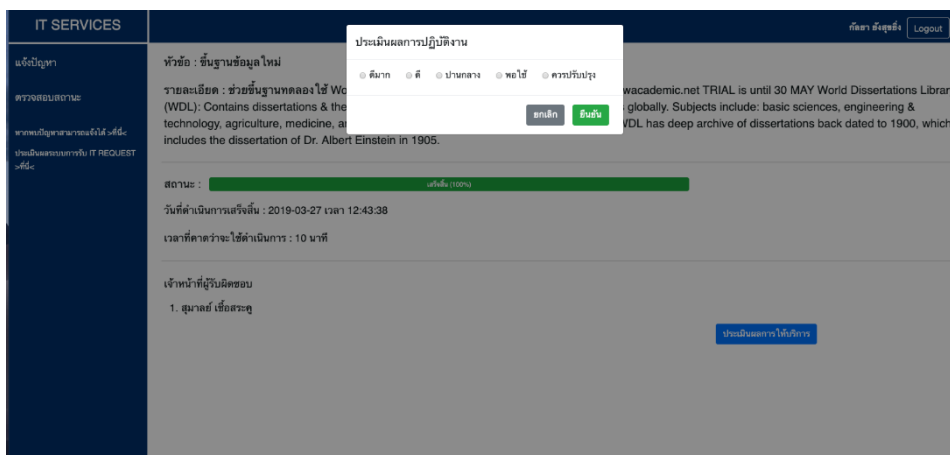 IT SERVICES
กัลยา ยังสุขยิ่ง
Logout
ประเมินผลการปฏิบัติงาน
ดีมาก ดี ปานกลาง พอใช้ ควรปรับปรุง
ยกเลิก ยืนยัน
แจ้งปัญหา
ตรวจสอบสถานะ
หากพบปัญหาสามารถแจ้งได้ >ที่นี่<
ประเมินผลระบบการรับ IT REQUEST
>ที่นี่<
หัวข้อ : ขึ้นฐานข้อมูลใหม่
รายละเอียด : ช่วยขึ้นฐานทดลองใช้ wacademic.net TRIAL is until 30 MAY World Dissertations
(WDL): Contains dissertations & globally. Subjects include: basic sciences, engineering &
technology, agriculture, medicine, has deep archive of dissertations back dated to 1900, which
includes the dissertation of Dr. Albert Einstein in 1905.
สถานะ :
เสร็จสิ้น (100%)
วันที่ดำเนินการเสร็จสิ้น : 2019-03-27 เวลา 12:43:38
เวลาที่คาดว่าจะใช้ดำเนินการ : 10 นาที
เจ้าหน้าที่ผู้รับผิดชอบ
1. สุมาลย์ เชื้อสระคู
ประเมินผลการให้บริการ